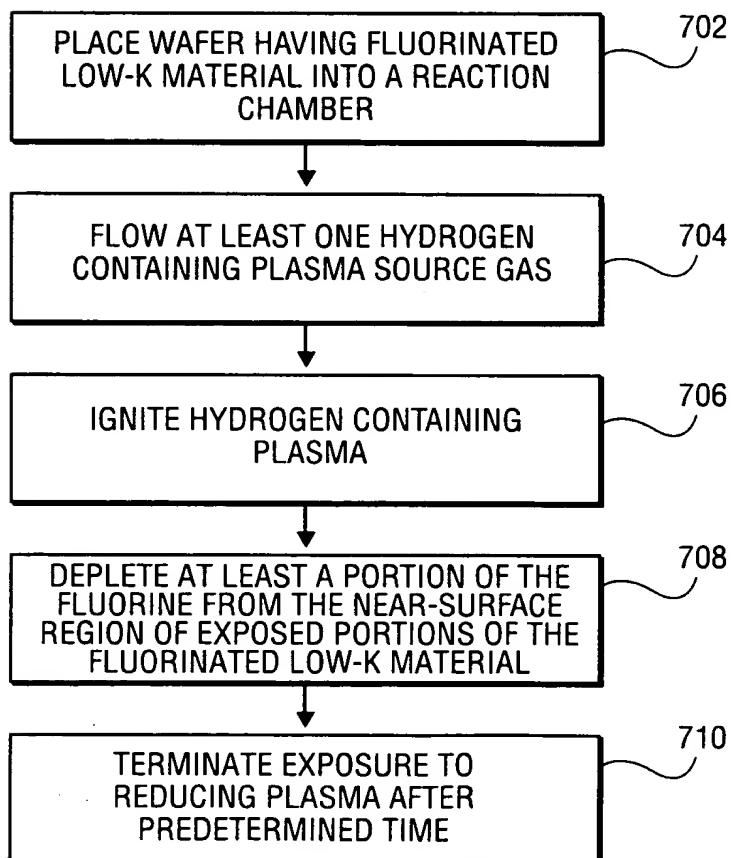 PLACE WAFER HAVING FLUORINATED
LOW-K MATERIAL INTO A REACTION
CHAMBER
702
FLOW AT LEAST ONE HYDROGEN
CONTAINING PLASMA SOURCE GAS
704
IGNITE HYDROGEN CONTAINING
PLASMA
706
DEPLETE AT LEAST A PORTION OF THE
FLUORINE FROM THE NEAR-SURFACE
REGION OF EXPOSED PORTIONS OF THE
FLUORINATED LOW-K MATERIAL
708
TERMINATE EXPOSURE TO
REDUCING PLASMA AFTER
PREDETERMINED TIME
710